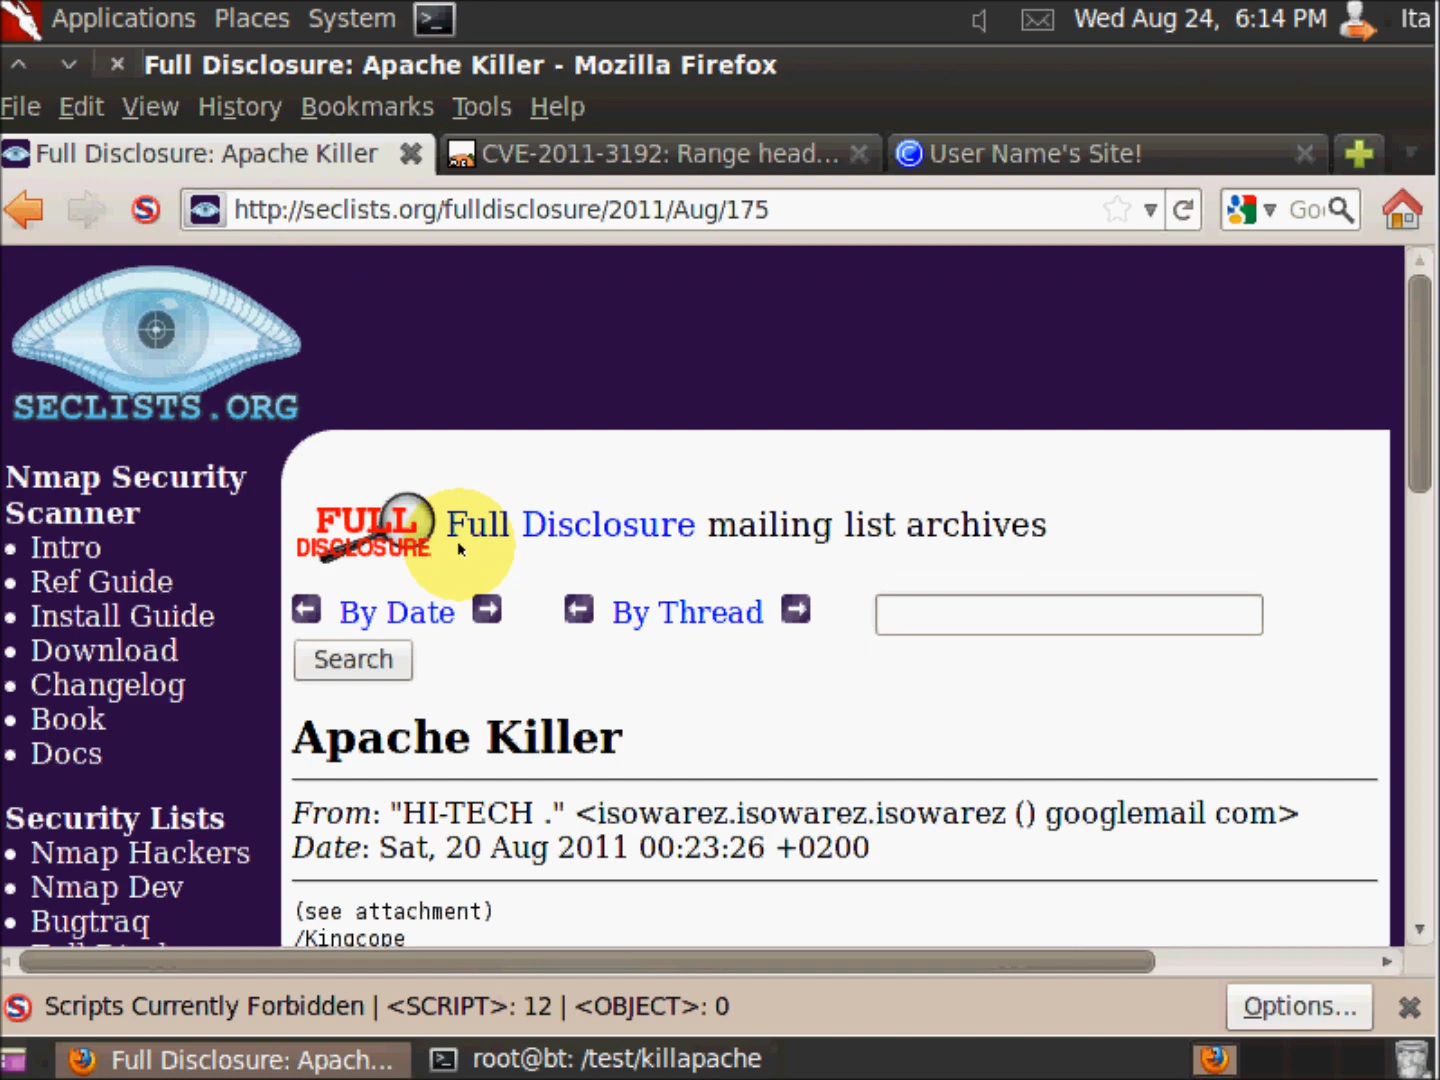 Applications Places System
Wed Aug 24, 6:14 PM Ita
Full Disclosure: Apache Killer - Mozilla Firefox
File Edit View History Bookmarks Tools Help
Full Disclosure: Apache Killer
CVE-2011-3192: Range head...
User Name's Site!
http://seclists.org/fulldisclosure/2011/Aug/175
SECLISTS.ORG
Nmap Security
Scanner
Intro
Ref Guide
Install Guide
Download
Changelog
Book
Docs
Security Lists
Nmap Hackers
Nmap Dev
Bugtraq
FULL
DISCLOSURE
Full Disclosure mailing list archives
By Date By Thread
Search
Apache Killer
From: "HI-TECH ." <isowarez.isowarez.isowarez () googlemail com>
Date: Sat, 20 Aug 2011 00:23:26 +0200
(see attachment)
/Kingcope
Scripts Currently Forbidden | <SCRIPT>: 12 | <OBJECT>: 0
Options...
Full Disclosure: Apach...
root@bt: /test/killapache